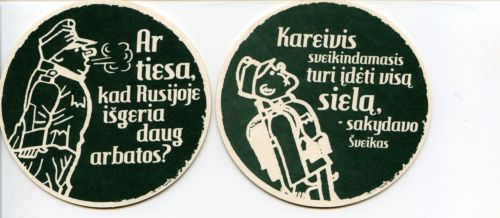 Ar
tiesa,
kad Rusijoje
išgeria
daug
arbatos?
Kareivis
sveikindamasis
turi įdėti visą
sielą,
- sakydavo
Šveikas